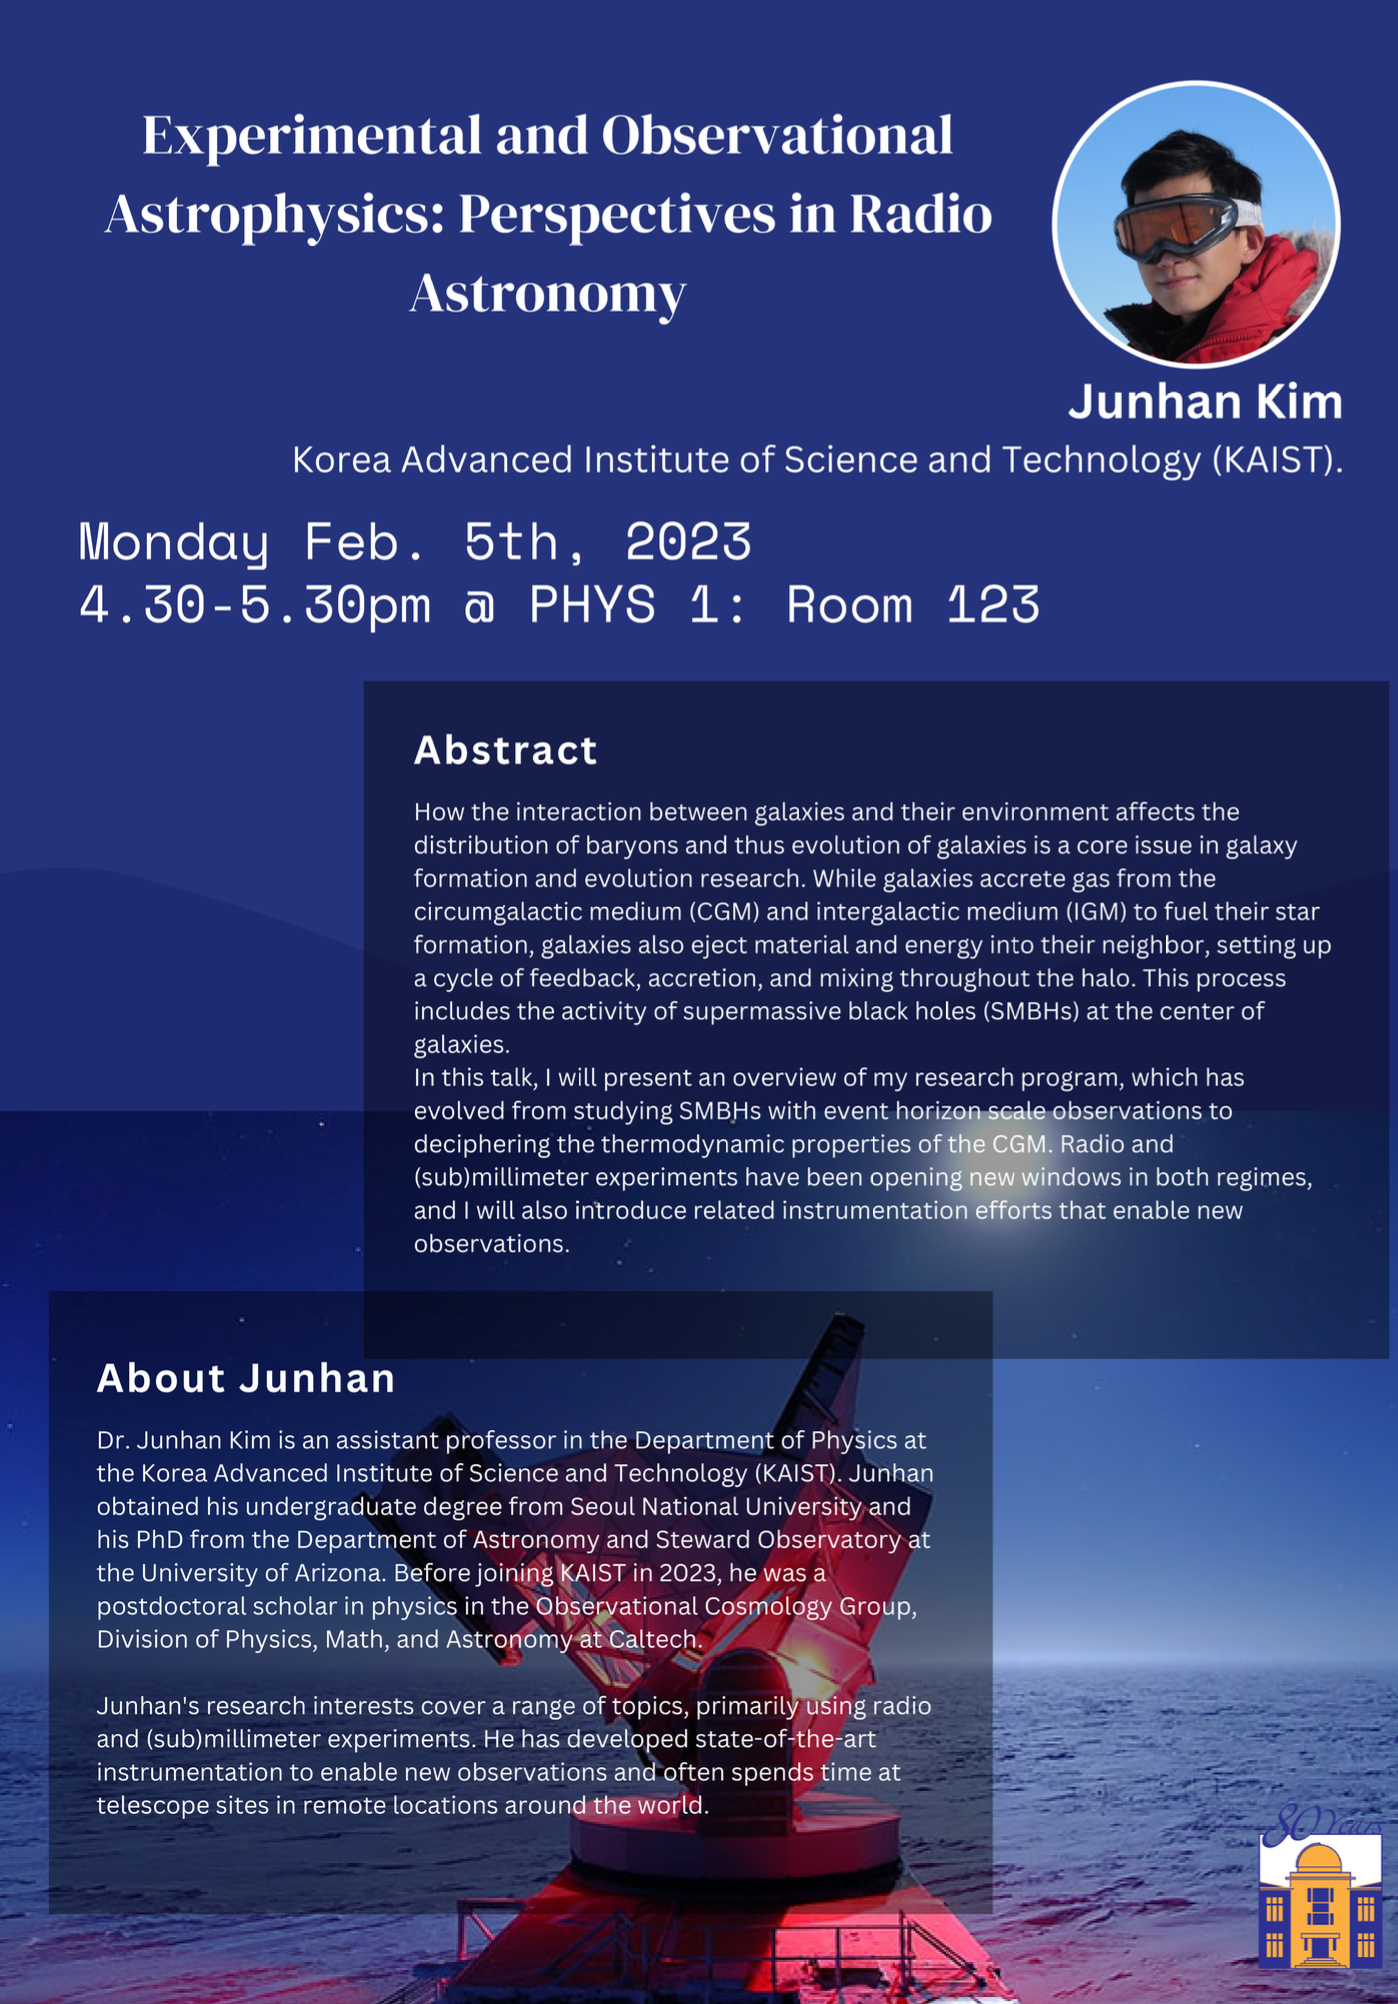 Experimental and Observational
Astrophysics: Perspectives in Radio
Astronomy
Junhan Kim
Korea Advanced Institute of Science and Technology (KAIST).
Monday Feb. 5th, 2023
4.30-5.30pm @ PHYS 1: Room 123
Abstract
How the interaction between galaxies and their environment affects the
distribution of baryons and thus evolution of galaxies is a core issue in galaxy
formation and evolution research. While galaxies accrete gas from the
circumgalactic medium (CGM) and intergalactic medium (IGM) to fuel their star
formation, galaxies also eject material and energy into their neighbor, setting up
a cycle of feedback, accretion, and mixing throughout the halo. This process
includes the activity of supermassive black holes (SMBHs) at the center of
galaxies.
In this talk, I will present an overview of my research program, which has
evolved from studying SMBHs with event horizon scale observations to
deciphering the thermodynamic properties of the CGM. Radio and
(sub)millimeter experiments have been opening new windows in both regimes,
and I will also introduce related instrumentation efforts that enable new
observations.
About Junhan
Dr. Junhan Kim is an assistant professor in the Department of Physics at
the Korea Advanced Institute of Science and Technology (KAIST). Junhan
obtained his undergraduate degree from Seoul National University and
his PhD from the Department of Astronomy and Steward Observatory at
the University of Arizona. Before joining KAIST in 2023, he was a
postdoctoral scholar in physics in the Observational Cosmology Group,
Division of Physics, Math, and Astronomy at Caltech.
Junhan's research interests cover a range of topics, primarily using radio
and (sub)millimeter experiments. He has developed state-of-the-art
instrumentation to enable new observations and often spends time at
telescope sites in remote locations around the world.
80 Years